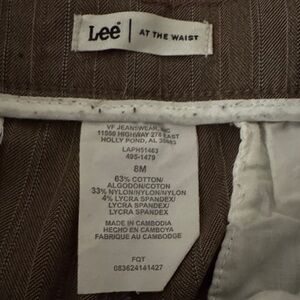 Lee® AT THE WAIST
VF JEANSWEAR, INC
11559 HIGHWAY 278 EAST
HOLLY POND, AL 35083
LAPH51463
495-1479
8M
63% COTTON/
ALGODON/COTON
33% NYLON/NYLON/NYLON
4% LYCRA SPANDEX/
LYCRA SPANDEX/
LYCRA SPANDEX
MADE IN CAMBODIA
HECHO EN CAMBOYA
FABRIQUE AU CAMBODGE
FQT
083624141427